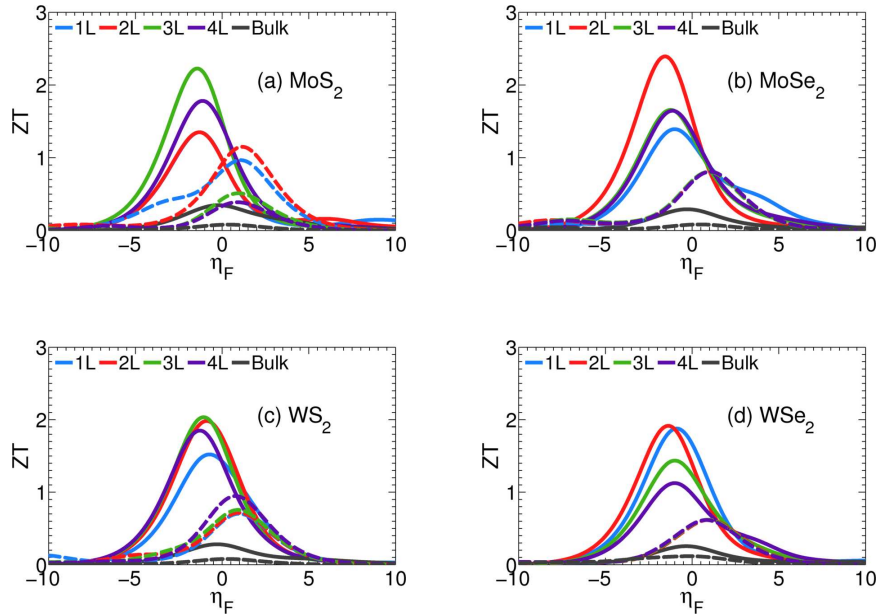 3
1L 2L 3L 4L Bulk
2
(a) MoS2
ZT
1
0
−10 −5 0 5 10
ηF
3
1L 2L 3L 4L Bulk
2
(b) MoSe2
ZT
1
0
−10 −5 0 5 10
ηF
3
1L 2L 3L 4L Bulk
(c) WS2
2
ZT
1
0
−10 −5 0 5 10
ηF
3
1L 2L 3L 4L Bulk
(d) WSe2
2
ZT
1
0
−10 −5 0 5 10
ηF